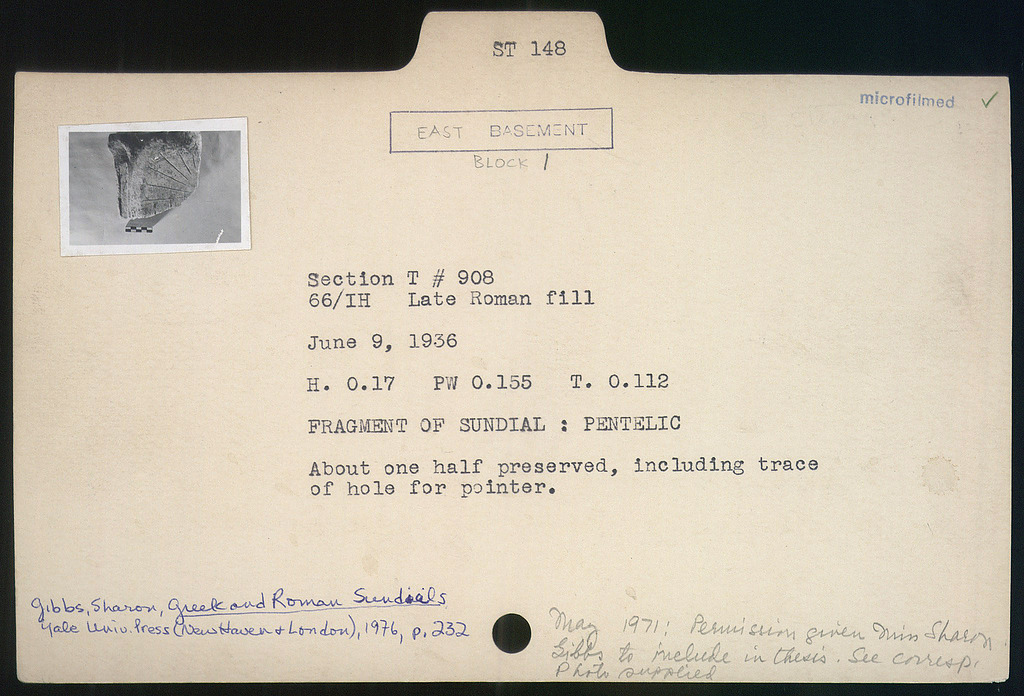 ST 148
microfilmed ✓
EAST BASEMENT
BLOCK 1
Section T # 908
66/IH Late Roman fill
June 9, 1936
H. 0.17 PW 0.155 T. 0.112
FRAGMENT OF SUNDIAL : PENTELIC
About one half preserved, including trace
of hole for pointer.
Gibbs, Sharon, Greek and Roman Sundials
Yale Univ. Press (New Haven & London), 1976, p. 232
May 1971: Permission given Miss Sharon
Gibbs to include in thesis. See corresp.
Photo supplied